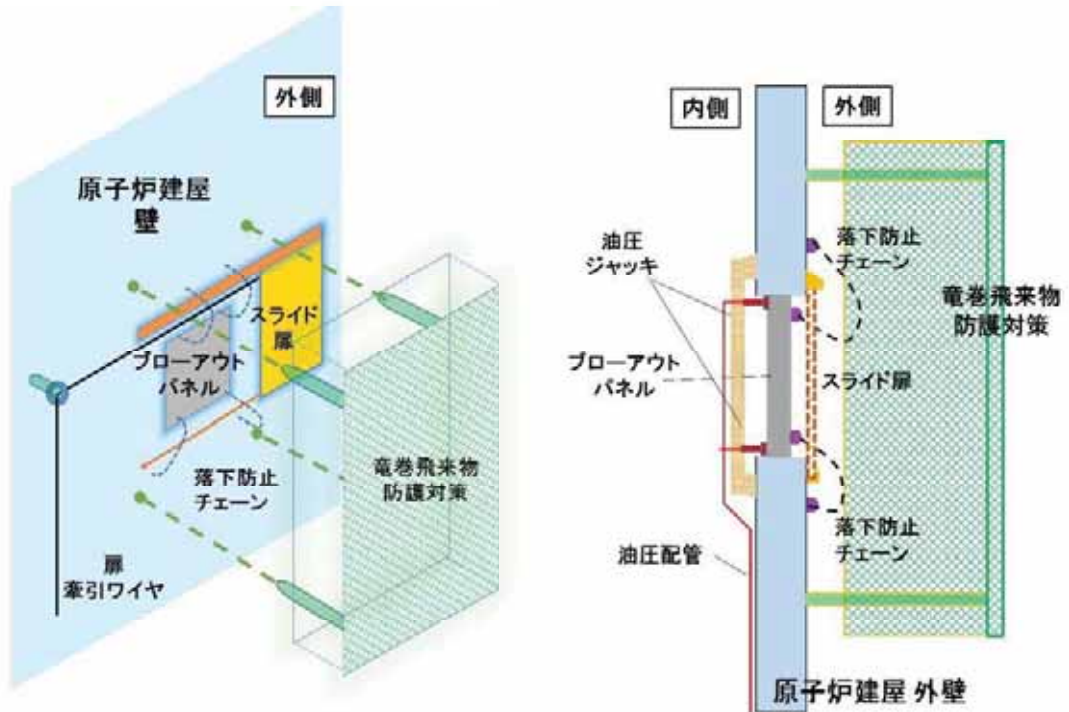 外側
原子炉建屋
壁
スライド
扉
ブローアウト
パネル
落下防止
チェーン
竜巻飛来物
防護対策
扉
牽引ワイヤ
内側
外側
油圧
ジャッキ
落下防止
チェーン
竜巻飛来物
防護対策
ブローアウト
パネル
スライド扉
落下防止
チェーン
油圧配管
原子炉建屋 外壁